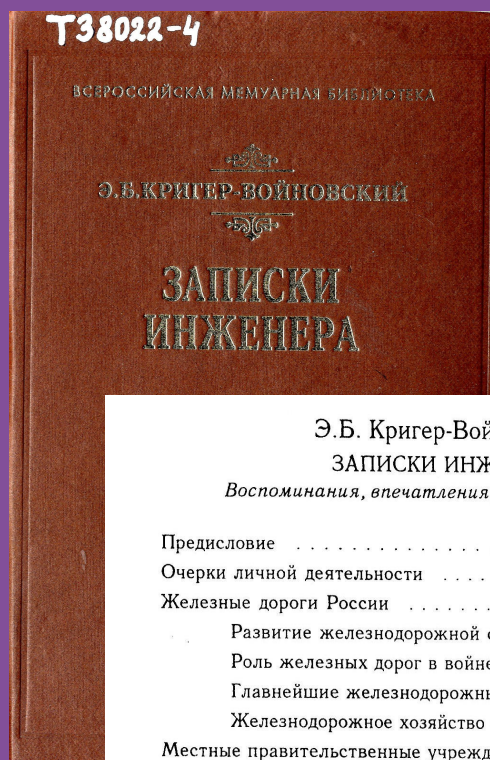 Т38022-4
ВСЕРОССИЙСКАЯ МЕМУАРНАЯ БИБЛИОТЕКА
Э.Б.КРИГЕР-ВОЙНОВСКИЙ
ЗАПИСКИ
ИНЖЕНЕРА
Э.Б. Кригер-Вой
ЗАПИСКИ ИНЖ
Воспоминания, впечатления
Предисловие . . . . . . . . . . . . . .
Очерки личной деятельности . . . .
Железные дороги России . . . . . . .
Развитие железнодорожной
Роль железных дорог в войне
Главнейшие железнодорожны
Железнодорожное хозяйство
Местные правительственные учрежд